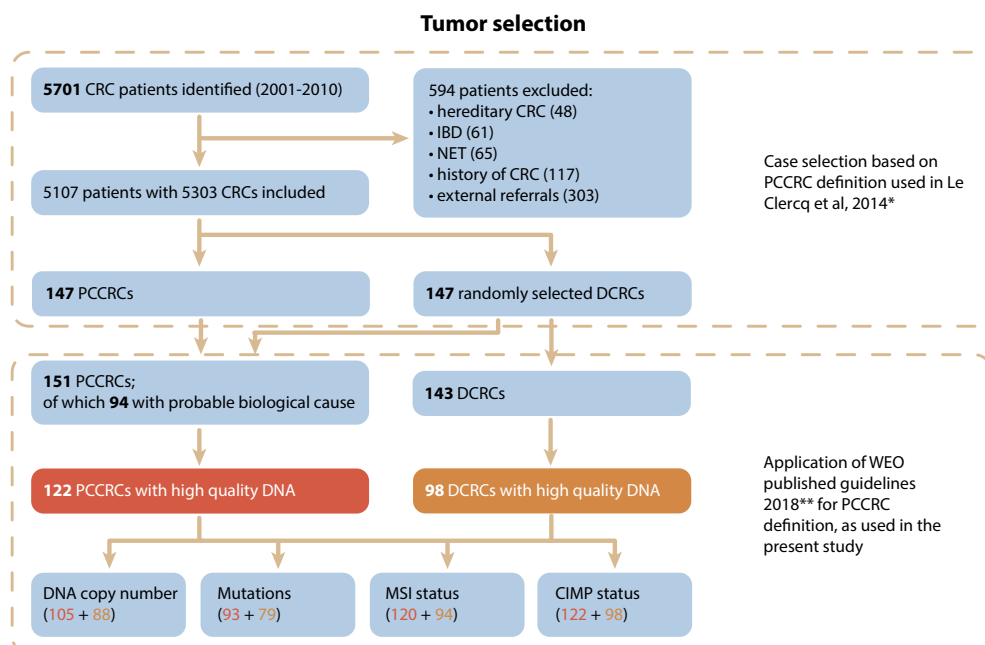 Tumor selection
5701 CRC patients identified (2001-2010)
594 patients excluded:
• hereditary CRC (48)
• IBD (61)
• NET (65)
• history of CRC (117)
• external referrals (303)
Case selection based on
PCCRC definition used in Le
Clercq et al, 2014*
5107 patients with 5303 CRCs included
147 PCCRCs
147 randomly selected DCRCs
151 PCCRCs;
of which 94 with probable biological cause
143 DCRCs
122 PCCRCs with high quality DNA
98 DCRCs with high quality DNA
Application of WEO
published guidelines
2018** for PCCRC
definition, as used in the
present study
DNA copy number
(105 + 88)
Mutations
(93 + 79)
MSI status
(120 + 94)
CIMP status
(122 + 98)